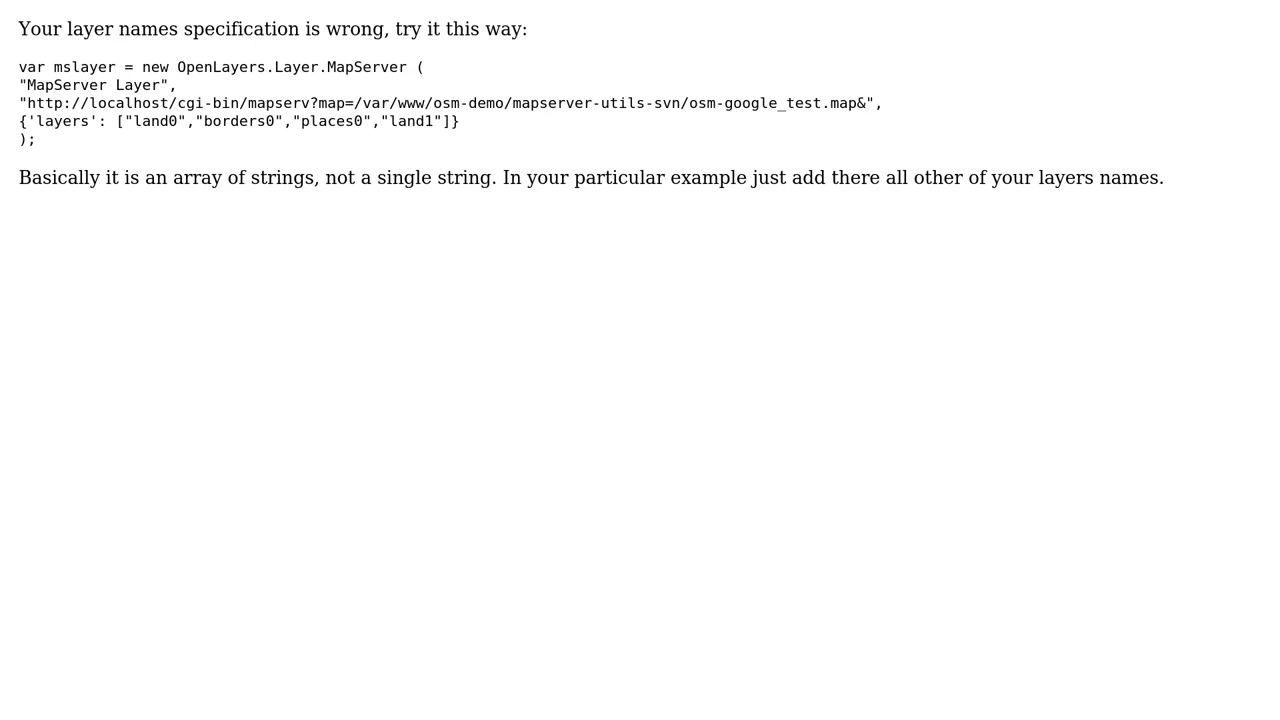 Your layer names specification is wrong, try it this way:
var mslayer = new OpenLayers.Layer.MapServer (
"MapServer Layer",
"http://localhost/cgi-bin/mapserv?map=/var/www/osm-demo/mapserver-utils-svn/osm-google_test.map&",
{'layers': ["land0","borders0","places0","land1"]}
);
Basically it is an array of strings, not a single string. In your particular example just add there all other of your layers names.